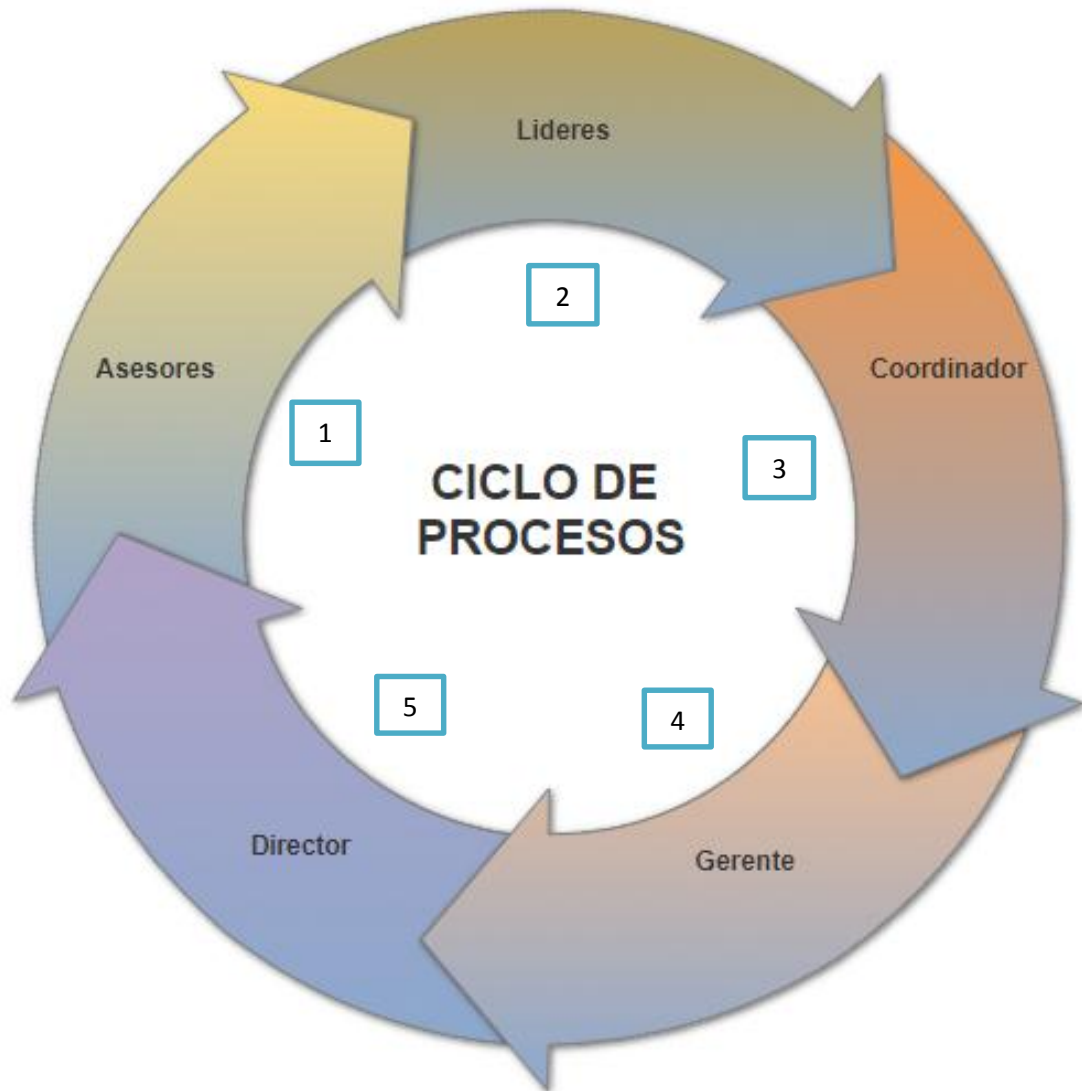 Lideres
2
Asesores
Coordinador
1
3
CICLO DE
PROCESOS
5
4
Director
Gerente